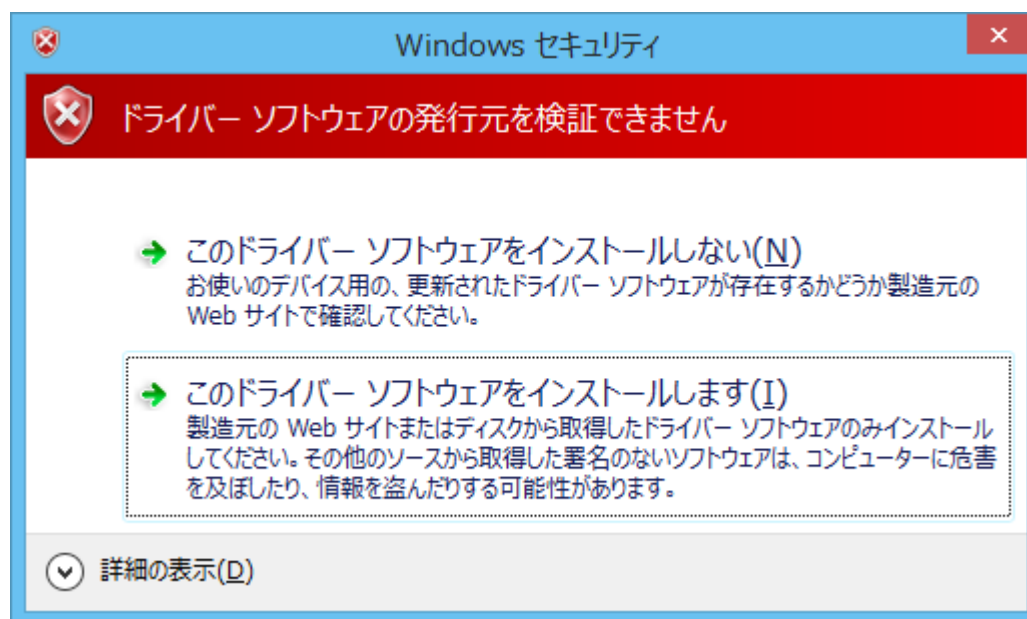 Windows セキュリティ
ドライバー ソフトウェアの発行元を検証できません
このドライバー ソフトウェアをインストールしない(N)
お使いのデバイス用の、更新されたドライバー ソフトウェアが存在するかどうか製造元の
Web サイトで確認してください。
このドライバー ソフトウェアをインストールします(I)
製造元の Web サイトまたはディスクから取得したドライバー ソフトウェアのみインストール
してください。その他のソースから取得した署名のないソフトウェアは、コンピューターに危害
を及ぼしたり、情報を盗んだりする可能性があります。
詳細の表示(D)